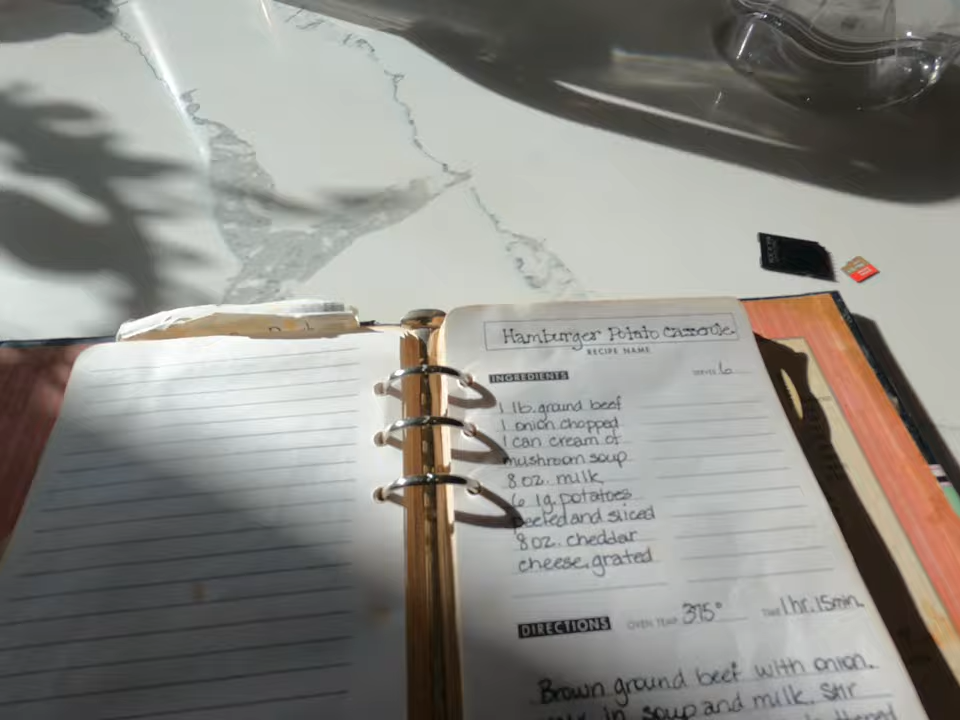 Hamburger Potato Casserole
RECIPE NAME
INGREDIENTS
SERVES 6
1 lb. ground beef
1 onion chopped
1 can cream of
mushroom soup
8 oz. milk
6 lg. potatoes
peeled and sliced
8 oz. cheddar
cheese, grated
DIRECTIONS OVEN TEMP 375° TIME 1 hr. 15 min.
Brown ground beef with onion.
in soup and milk. Stir